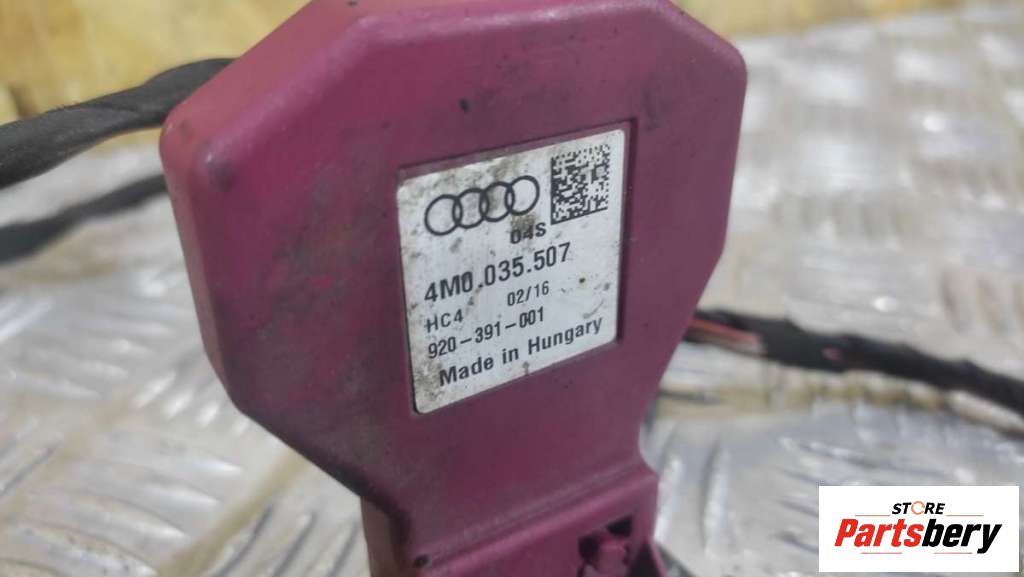 04S
4M0.035.507
HC4 02/16
920-391-001
Made in Hungary
STORE
Partsbery